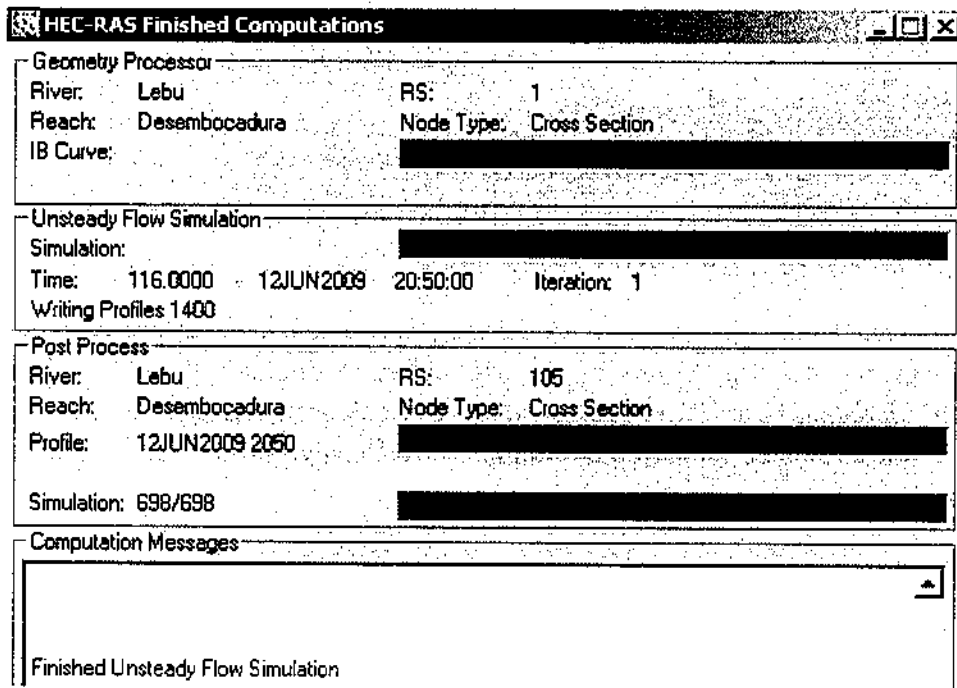 HEC-RAS Finished Computations
Geometry Processor
River: Lebu RS: 1
Reach: Desembocadura Node Type: Cross Section
IB Curve:
Unsteady Flow Simulation
Simulation:
Time: 116.0000 12JUN2009 20:50:00 Iteration: 1
Writing Profiles 1400
Post Process
River: Lebu RS: 105
Reach: Desembocadura Node Type: Cross Section
Profile: 12JUN2009 2050
Simulation: 698/698
Computation Messages
Finished Unsteady Flow Simulation